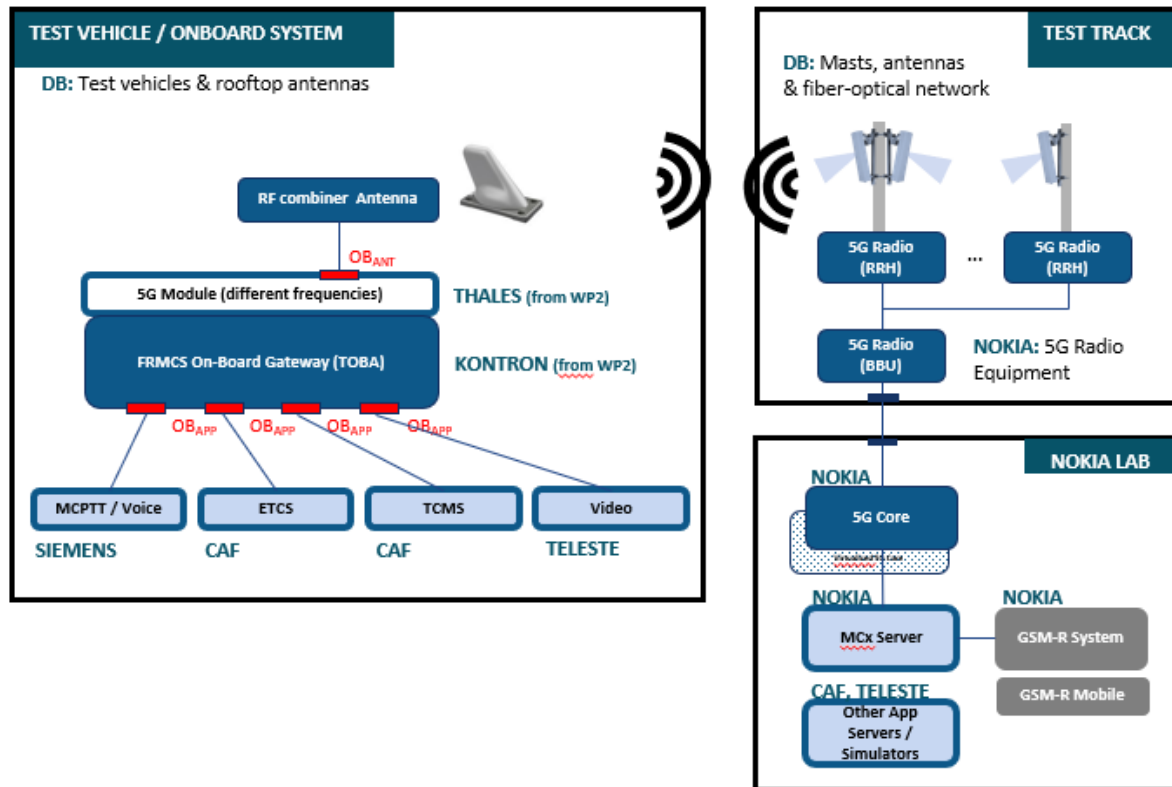 TEST VEHICLE / ONBOARD SYSTEM
DB: Test vehicles & rooftop antennas
RF combiner Antenna
OBANT
5G Module (different frequencies)
THALES (from WP2)
FRMCS On-Board Gateway (TOBA)
KONTRON (from WP2)
OBAPP
OBAPP
OBAPP
OBAPP
MCPTT / Voice
ETCS
TCMS
Video
SIEMENS
CAF
CAF
TELESTE
TEST TRACK
DB: Masts, antennas
& fiber-optical network
5G Radio
(RRH)
...
5G Radio
(RRH)
5G Radio
(BBU)
NOKIA: 5G Radio
Equipment
NOKIA LAB
NOKIA
5G Core
NOKIA
MCx Server
NOKIA
GSM-R System
GSM-R Mobile
CAF, TELESTE
Other App
Servers /
Simulators